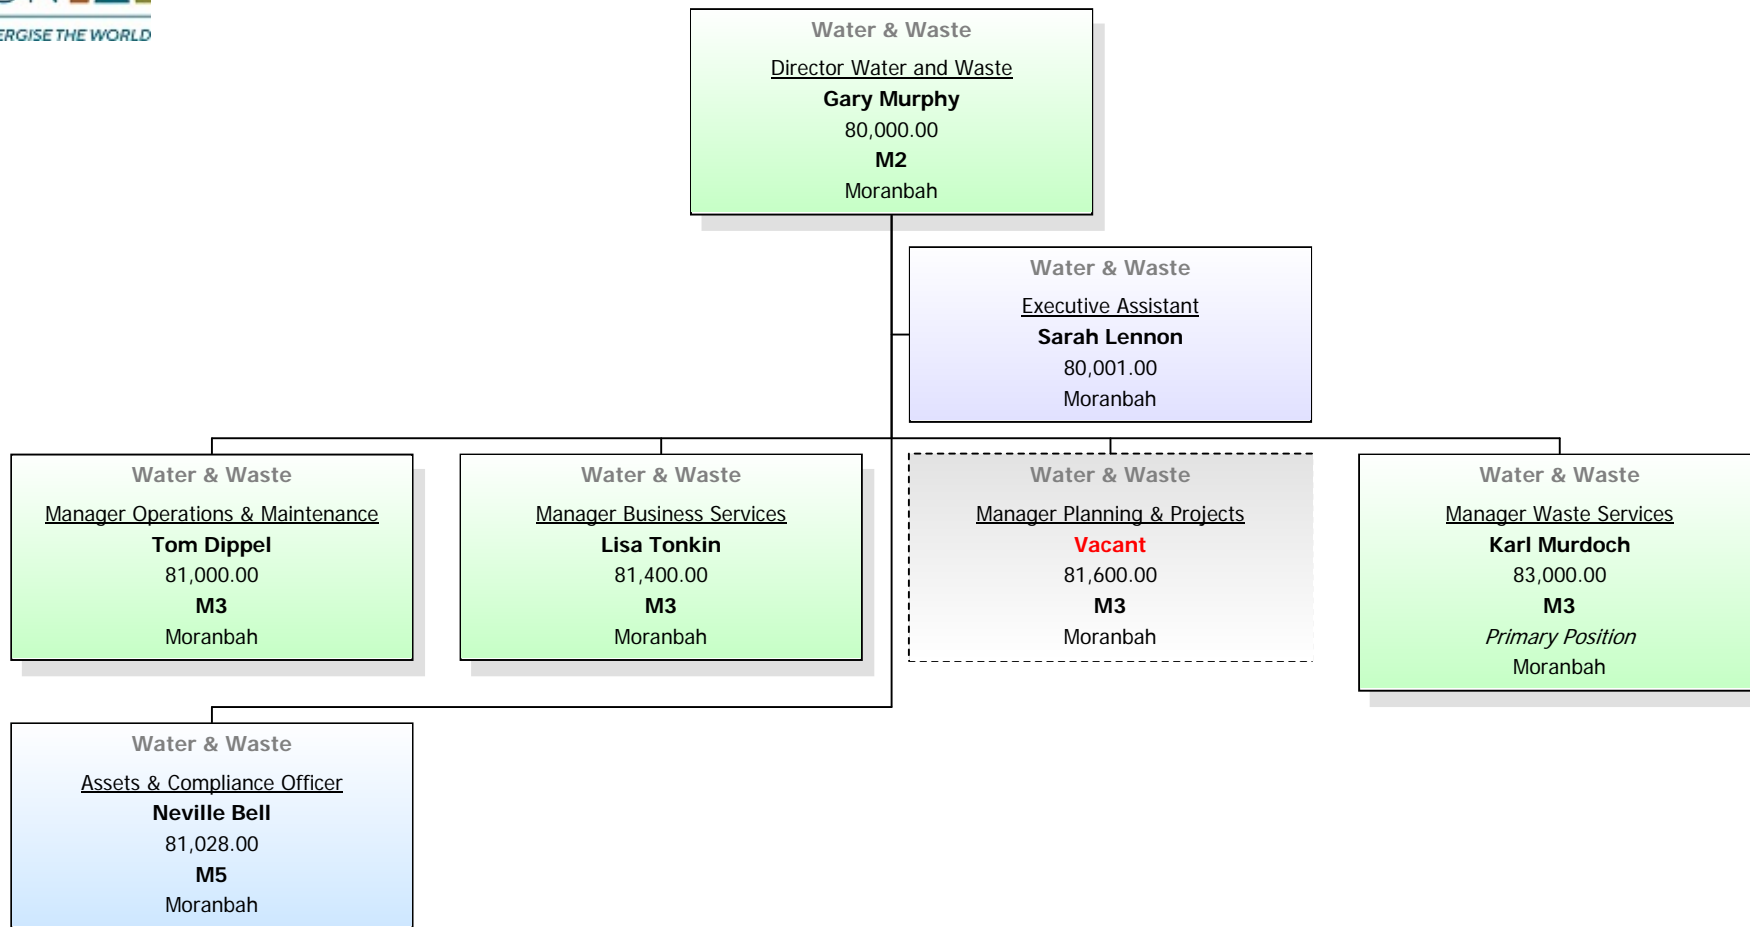 ERGISE THE WORLD
Water & Waste
Director Water and Waste
Gary Murphy
80,000.00
M2
Moranbah
Water & Waste
Executive Assistant
Sarah Lennon
80,001.00
Moranbah
Water & Waste
Manager Operations & Maintenance
Tom Dippel
81,000.00
M3
Moranbah
Water & Waste
Manager Business Services
Lisa Tonkin
81,400.00
M3
Moranbah
Water & Waste
Manager Planning & Projects
Vacant
81,600.00
M3
Moranbah
Water & Waste
Manager Waste Services
Karl Murdoch
83,000.00
M3
Primary Position
Moranbah
Water & Waste
Assets & Compliance Officer
Neville Bell
81,028.00
M5
Moranbah